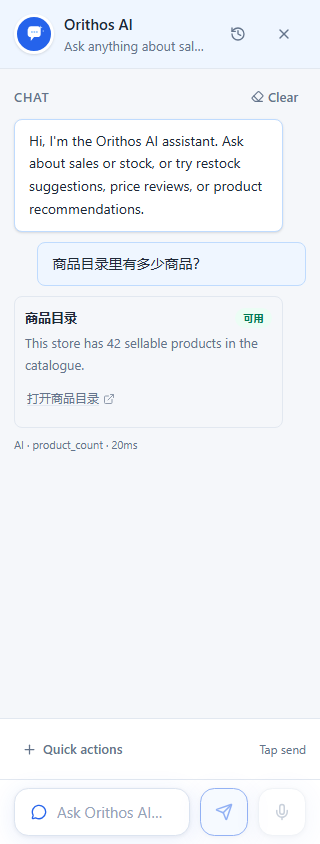 Orithos AI
Ask anything about sal...
CHAT
Clear
Hi, I'm the Orithos AI assistant. Ask
about sales or stock, or try restock
suggestions, price reviews, or product
recommendations.
商品目录里有多少商品？
商品目录
可用
This store has 42 sellable products in the
catalogue.
打开商品目录
AI · product_count · 20ms
Quick actions
Tap send
Ask Orithos AI...